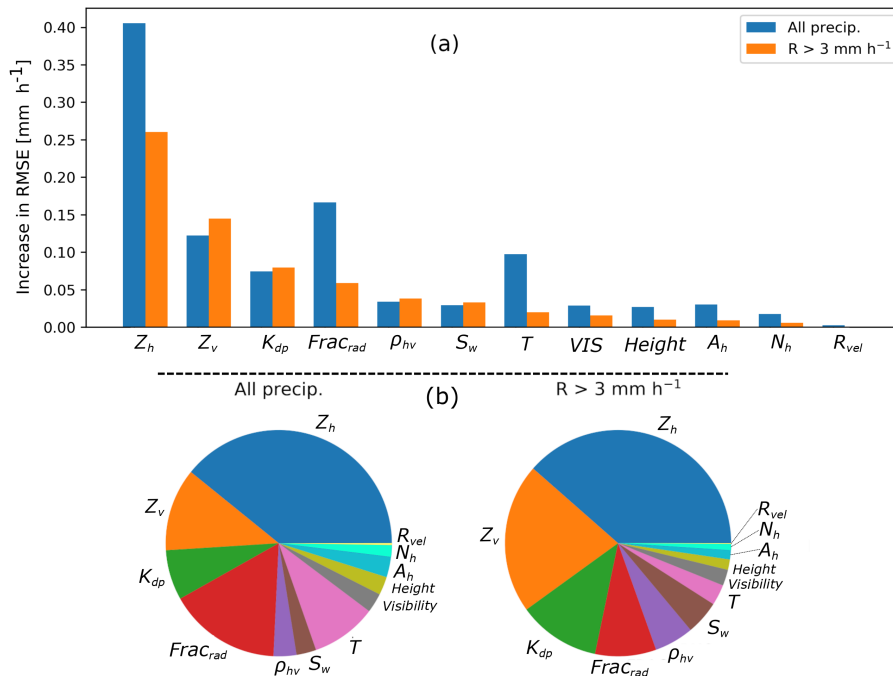 (a)
All precip.
R > 3 mm h⁻¹
Increase in RMSE [mm h⁻¹]
0.40
0.35
0.30
0.25
0.20
0.15
0.10
0.05
0.00
Z_h Z_v K_dp Frac_rad ρ_hv S_w T VIS Height A_h N_h R_vel
All precip. (b) R > 3 mm h⁻¹
Z_h
Z_v
K_dp
Frac_rad
ρ_hv
S_w
T
Visibility
Height
A_h
N_h
R_vel
Z_h
Z_v
K_dp
Frac_rad
ρ_hv
S_w
T
Visibility
Height
A_h
N_h
R_vel